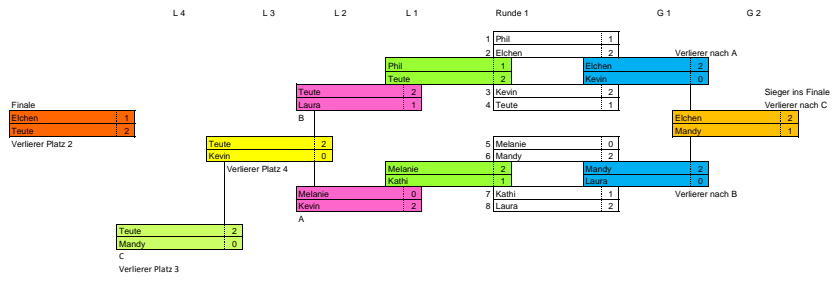 L 4 L 3 L 2 L 1 Runde 1 G 1 G 2
1 Phil 1
2 Elchen 2 Verlierer nach A
Phil 1 Elchen 2
Teute 2 Kevin 0
Teute 2 3 Kevin 2 Sieger ins Finale
Finale Laura 1 4 Teute 1 Verlierer nach C
Elchen 1 B Elchen 2
Teute 2 Mandy 1
Verlierer Platz 2 Teute 2 5 Melanie 0
Kevin 0 6 Mandy 2
Verlierer Platz 4 Melanie 2 Mandy 2
Kathi 1 Laura 0
Melanie 0 7 Kathi 1 Verlierer nach B
Kevin 2 8 Laura 2
A
Teute 2
Mandy 0
C
Verlierer Platz 3